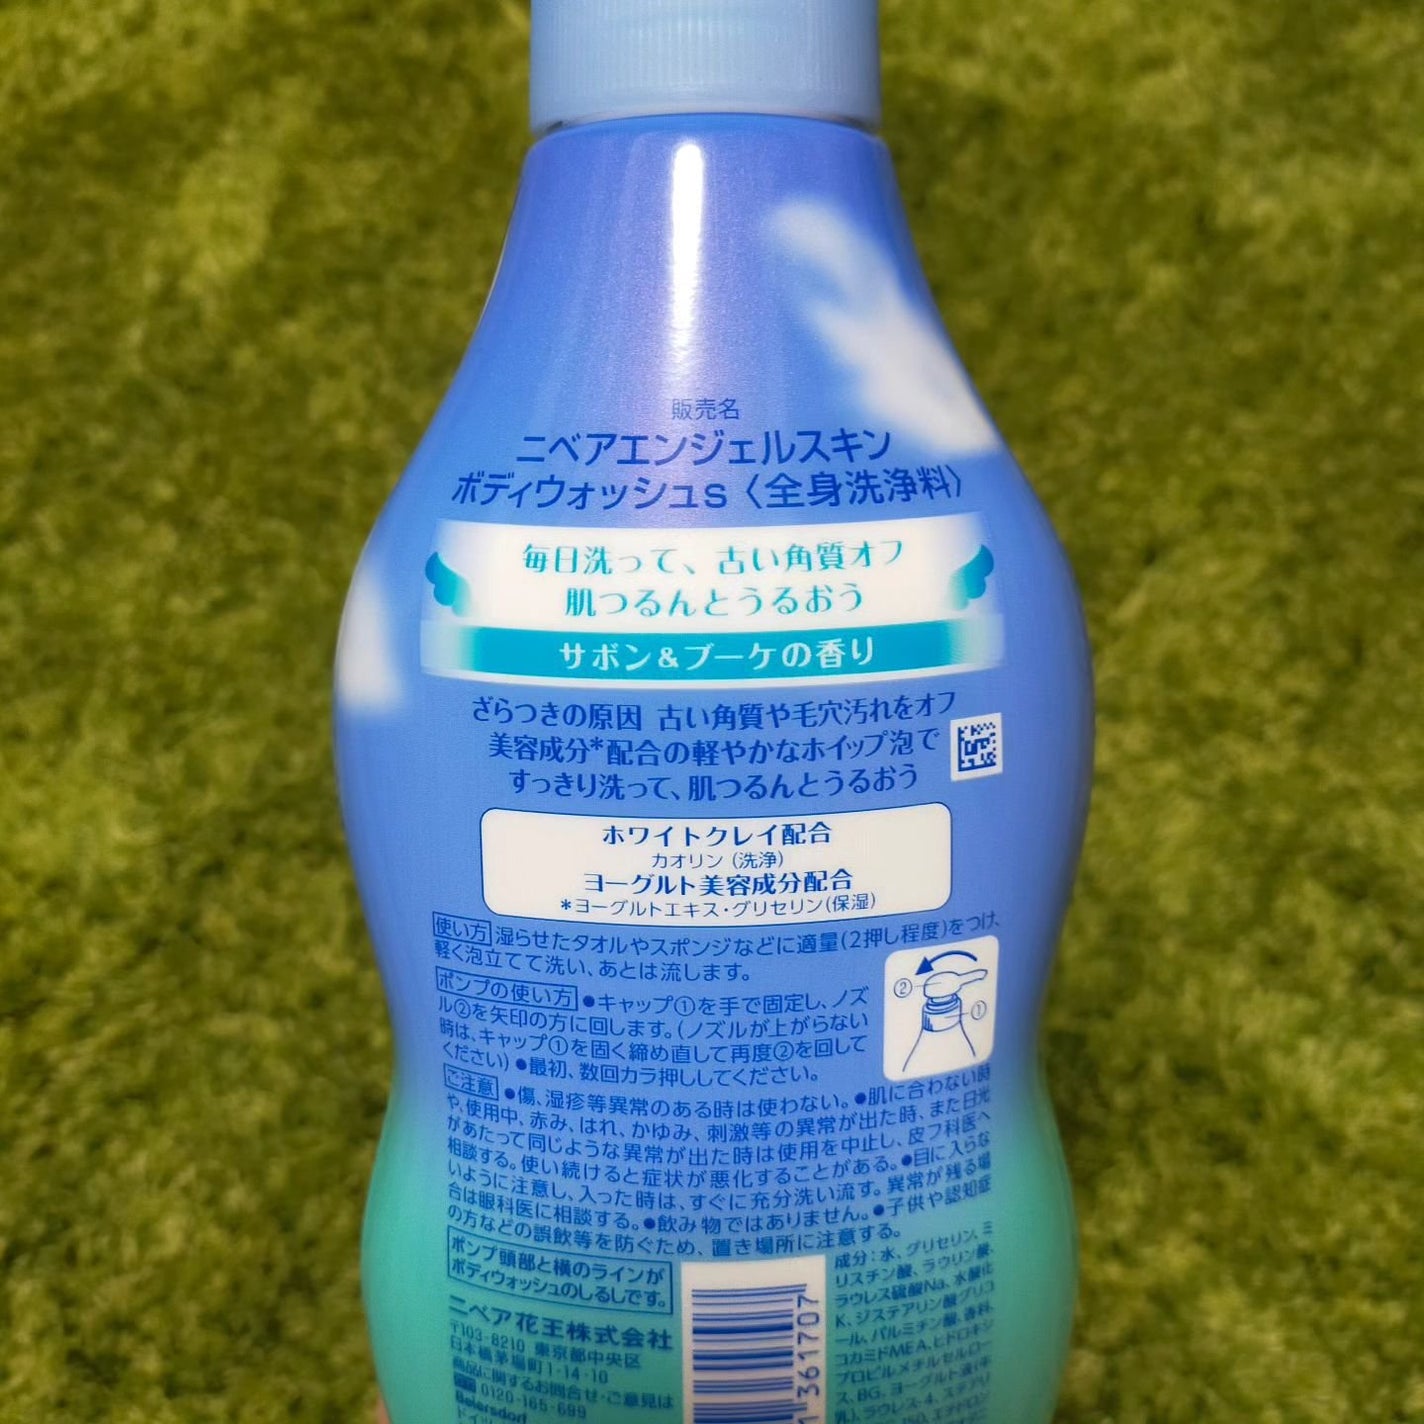 販売名
ニベアエンジェルスキン
ボディウォッシュs〈全身洗浄料〉
毎日洗って、古い角質オフ
肌つるんとうるおう
サボン&ブーケの香り
ざらつきの原因 古い角質や毛穴汚れをオフ
美容成分*配合の軽やかなホイップ泡で
すっきり洗って、肌つるんとうるおう
ホワイトクレイ配合
カオリン(洗浄)
ヨーグルト美容成分配合
*ヨーグルトエキス・グリセリン(保湿)
使い方 湿らせたタオルやスポンジなどに適量(2押し程度)をつけ、
軽く泡立てて洗い、あとは流します。
ポンプの使い方 ●キャップ①を手で固定し、ノズ
ル②を矢印の方に回します。(ノズルが上がらない
時は、キャップ①を固く締め直して再度②を回して
ください) ●最初、数回カラ押ししてください。
②
①
ご注意 ●傷、湿疹等異常のある時は使わない。●肌に合わない時
や、使用中、赤み、はれ、かゆみ、刺激等の異常が出た時、また日光
があたって同じような異常が出た時は使用を中止し、皮フ科医へ
相談する。使い続けると症状が悪化することがある。●目に入らな
いように注意し、入った時は、すぐに充分洗い流す。異常が残る場
合は眼科医に相談する。●飲み物ではありません。●子供や認知症
の方などの誤飲等を防ぐため、置き場所に注意する。
ポンプ頭部と横のラインが
ボディウォッシュのしるしです。
ニベア花王株式会社
〒103-8210 東京都中央区
日本橋茅場町1-14-10
商品に関するお問合せ・ご意見は
0120-165-699
Beiersdorf
361707
成分:水、グリセリン、ミ
リスチン酸、ラウリン酸、
ラウレス硫酸Na、水酸化
K、ジステアリン酸グリコ
ール、パルミチン酸、香料、
コカミドMEA、ヒドロキシ
プロピルメチルセルロー
ス、BG、ヨーグルト液(牛
乳)、ラウレス-4、ステアリ